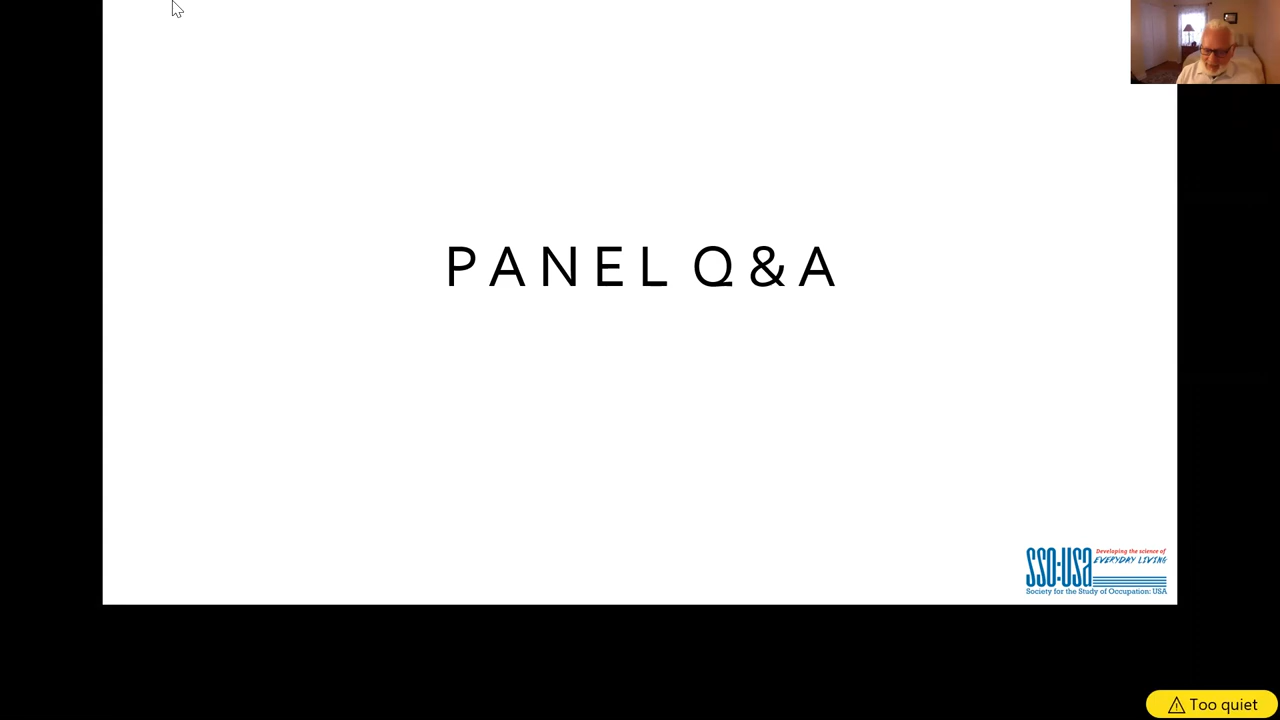 PANEL Q&A
SSO:USA
Developing the science of
EVERYDAY LIVING
Society for the Study of Occupation: USA
Too quiet